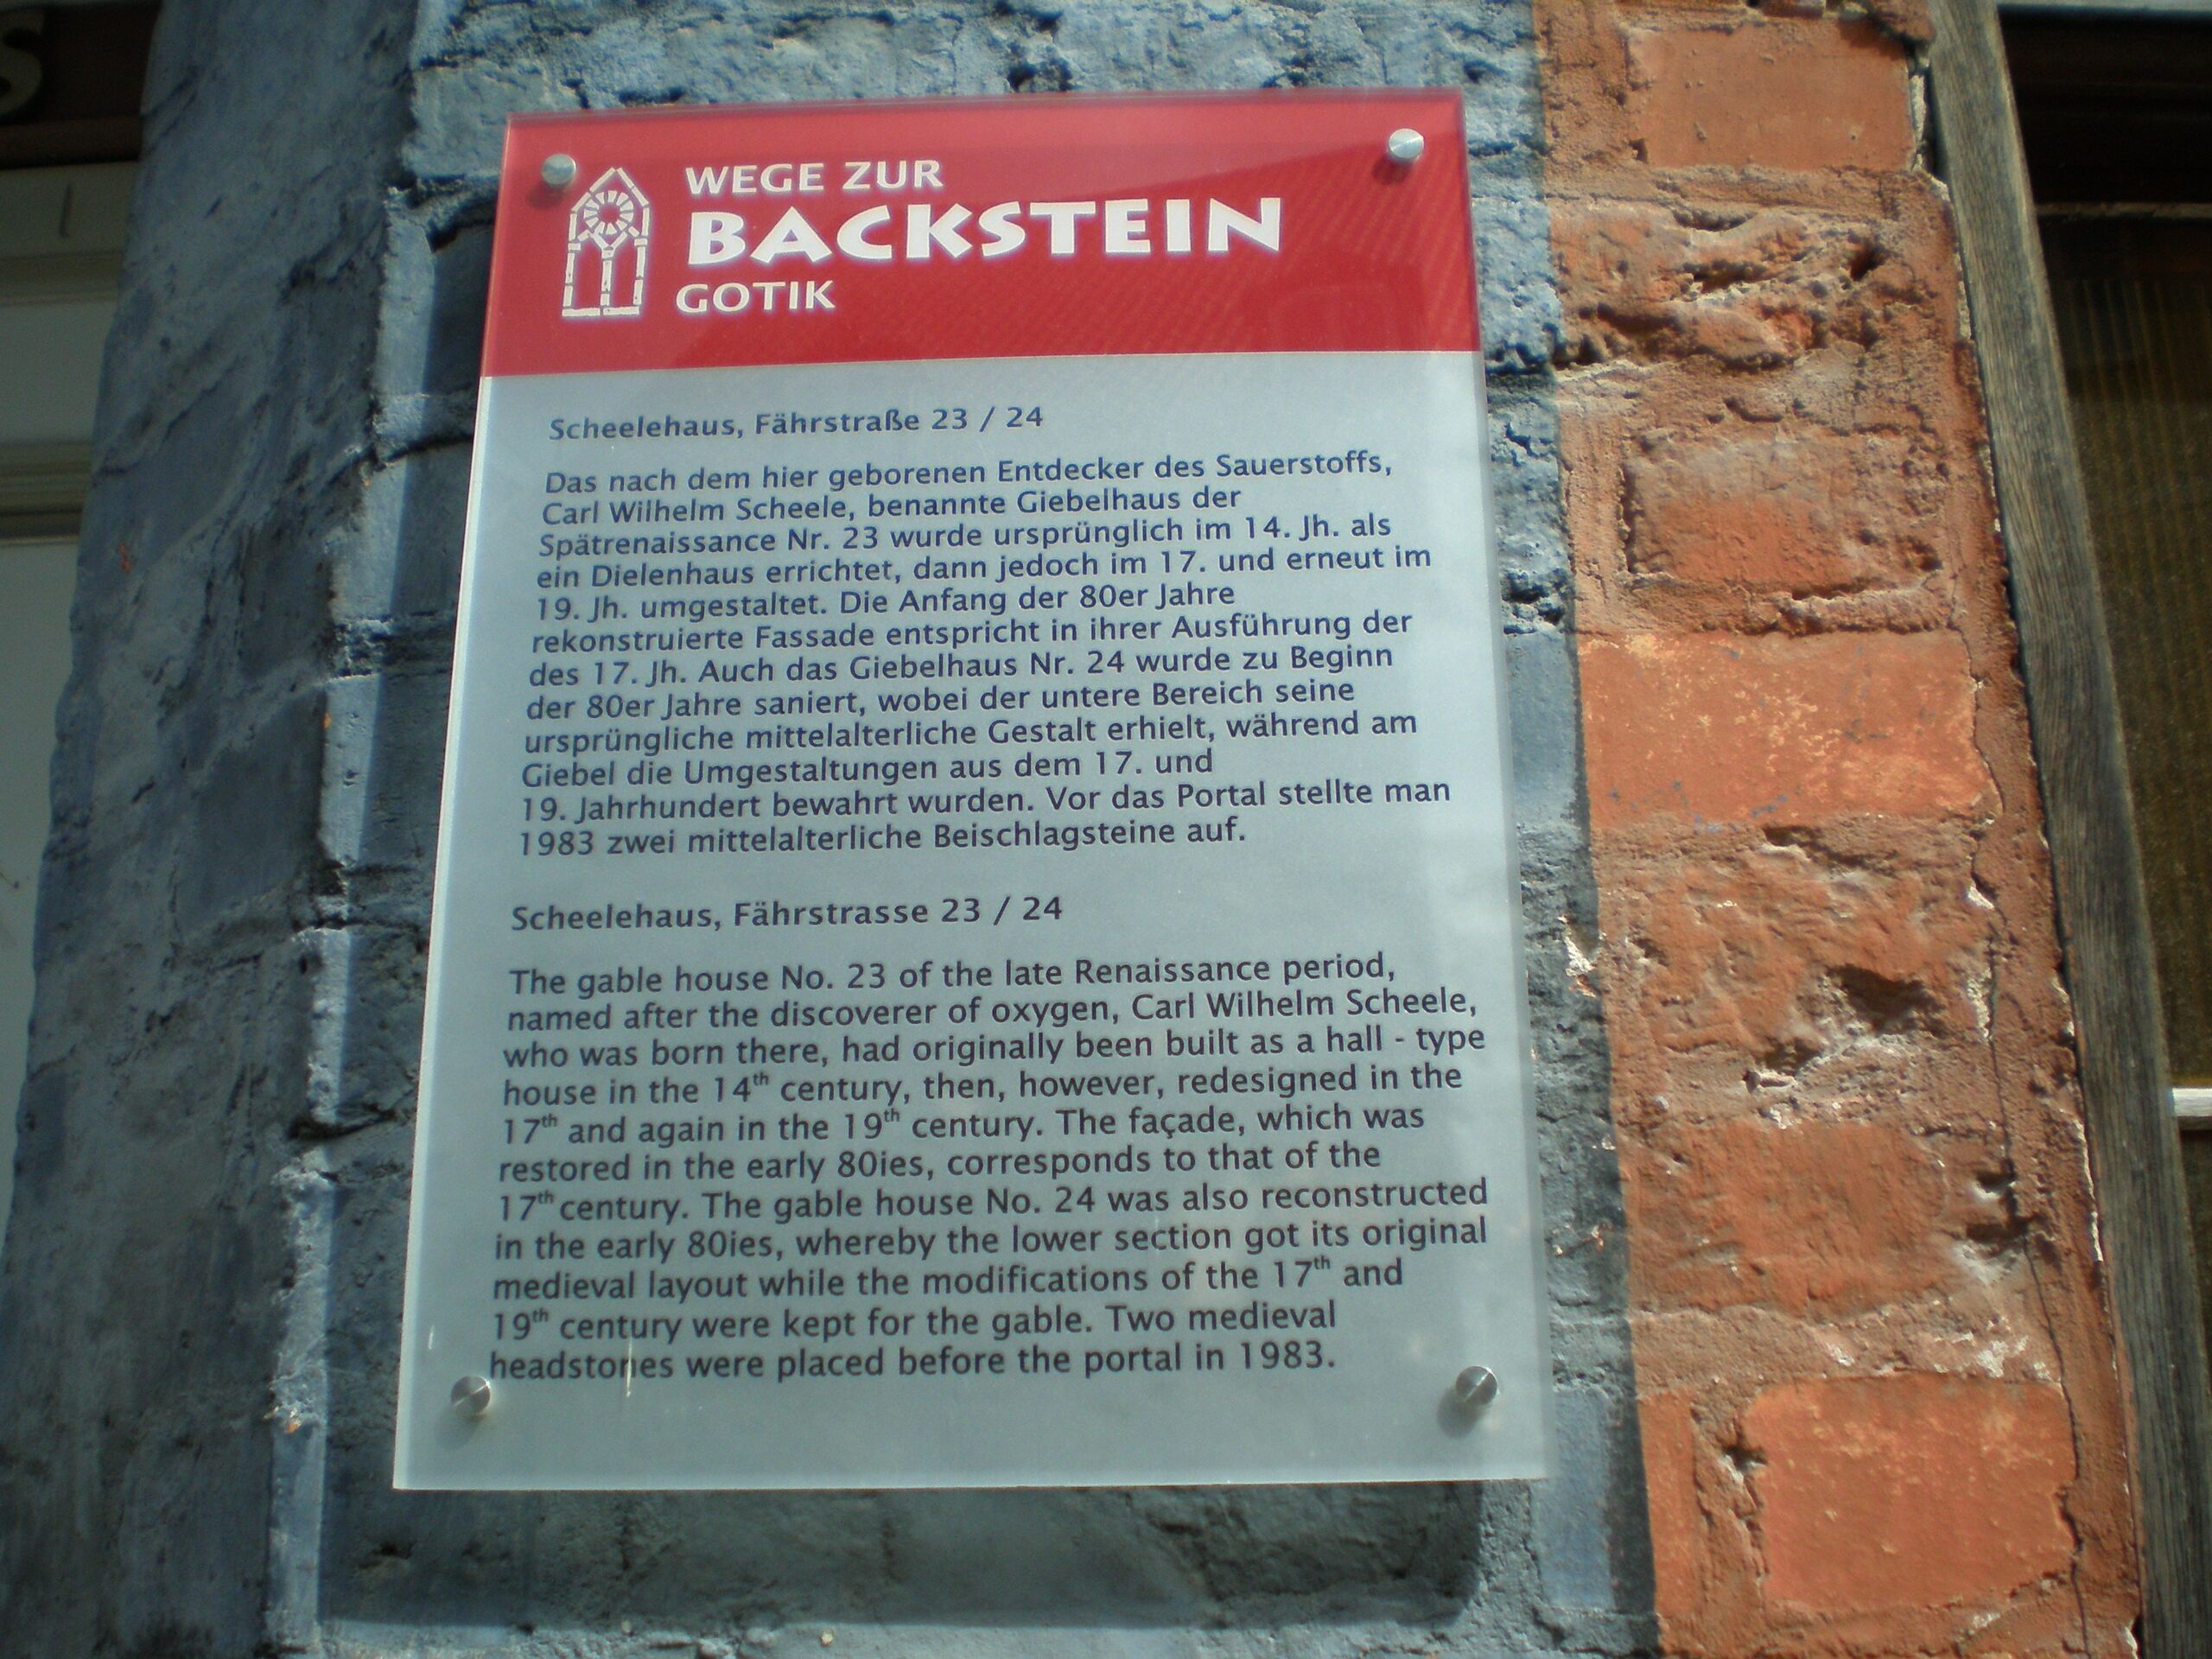 WEGE ZUR
BACKSTEIN
GOTIK
Scheelehaus, Fährstraße 23 / 24
Das nach dem hier geborenen Entdecker des Sauerstoffs,
Carl Wilhelm Scheele, benannte Giebelhaus der
Spätrenaissance Nr. 23 wurde ursprünglich im 14. Jh. als
ein Dielenhaus errichtet, dann jedoch im 17. und erneut im
19. Jh. umgestaltet. Die Anfang der 80er Jahre
rekonstruierte Fassade entspricht in ihrer Ausführung der
des 17. Jh. Auch das Giebelhaus Nr. 24 wurde zu Beginn
der 80er Jahre saniert, wobei der untere Bereich seine
ursprüngliche mittelalterliche Gestalt erhielt, während am
Giebel die Umgestaltungen aus dem 17. und
19. Jahrhundert bewahrt wurden. Vor das Portal stellte man
1983 zwei mittelalterliche Beischlagsteine auf.
Scheelehaus, Fährstrasse 23 / 24
The gable house No. 23 of the late Renaissance period,
named after the discoverer of oxygen, Carl Wilhelm Scheele,
who was born there, had originally been built as a hall - type
house in the 14th century, then, however, redesigned in the
17th and again in the 19th century. The façade, which was
restored in the early 80ies, corresponds to that of the
17th century. The gable house No. 24 was also reconstructed
in the early 80ies, whereby the lower section got its original
medieval layout while the modifications of the 17th and
19th century were kept for the gable. Two medieval
headstones were placed before the portal in 1983.